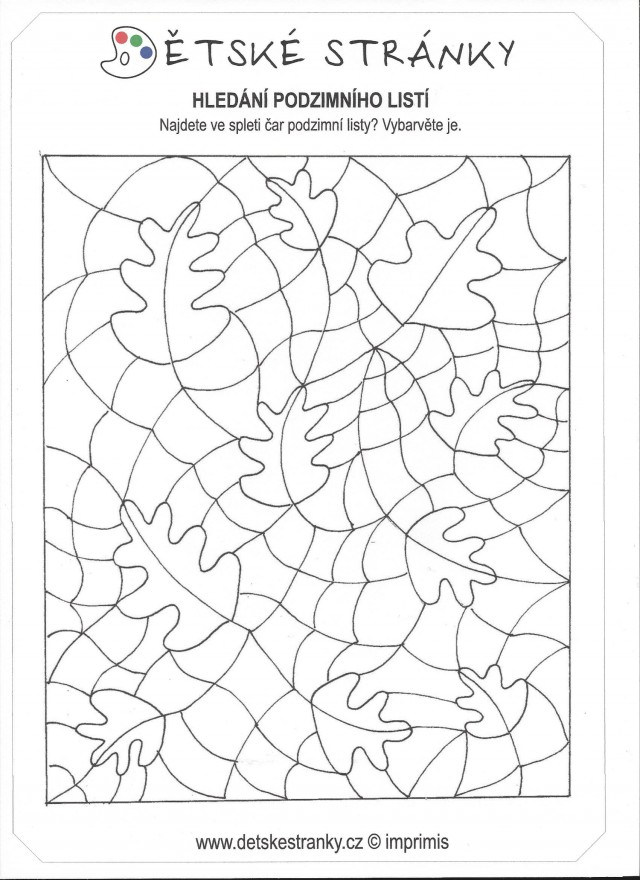 DĚTSKÉ STRÁNKY
HLEDÁNÍ PODZIMNÍHO LISTÍ
Najdete ve spleti čar podzimní listy? Vybarvěte je.
www.detskestranky.cz © imprimis